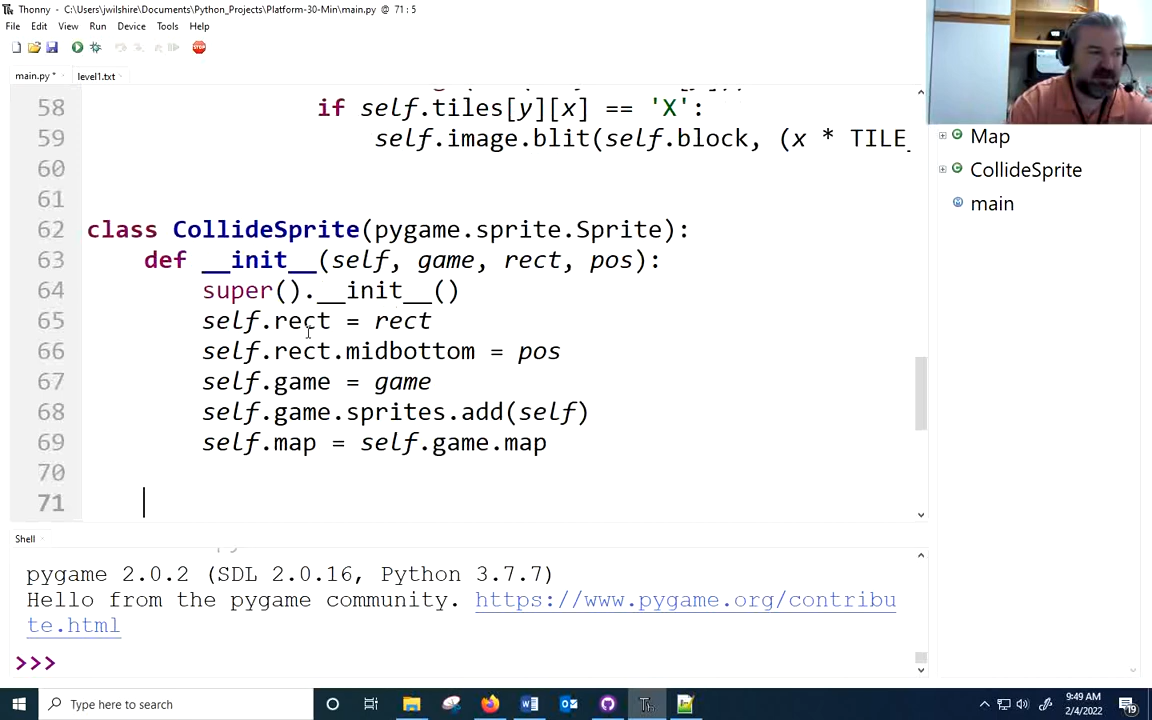 Thonny - C:\Users\jwilshire\Documents\Python_Projects\Platform-30-Min\main.py @ 71 : 5
File Edit View Run Device Tools Help
STOP
main.py * level1.txt
58 if self.tiles[y][x] == 'X':
59 self.image.blit(self.block, (x * TILE_
60
61
62 class CollideSprite(pygame.sprite.Sprite):
63 def __init__(self, game, rect, pos):
64 super().__init__()
65 self.rect = rect
66 self.rect.midbottom = pos
67 self.game = game
68 self.game.sprites.add(self)
69 self.map = self.game.map
70
71
Map
CollideSprite
main
Shell
pygame 2.0.2 (SDL 2.0.16, Python 3.7.7)
Hello from the pygame community. https://www.pygame.org/contribu
te.html
>>>
Type here to search
9:49 AM
2/4/2022
19